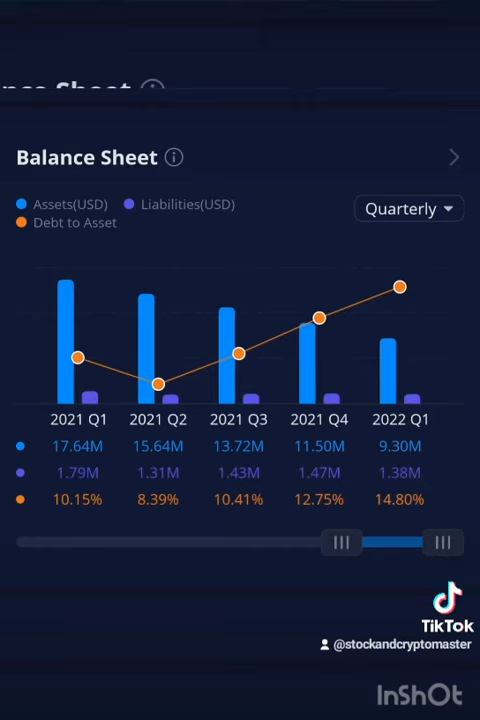 nce Sheet
Balance Sheet
Assets(USD) Liabilities(USD)
Debt to Asset
Quarterly
2021 Q1 2021 Q2 2021 Q3 2021 Q4 2022 Q1
17.64M 15.64M 13.72M 11.50M 9.30M
1.79M 1.31M 1.43M 1.47M 1.38M
10.15% 8.39% 10.41% 12.75% 14.80%
TikTok
@stockandcryptomaster
InShOt